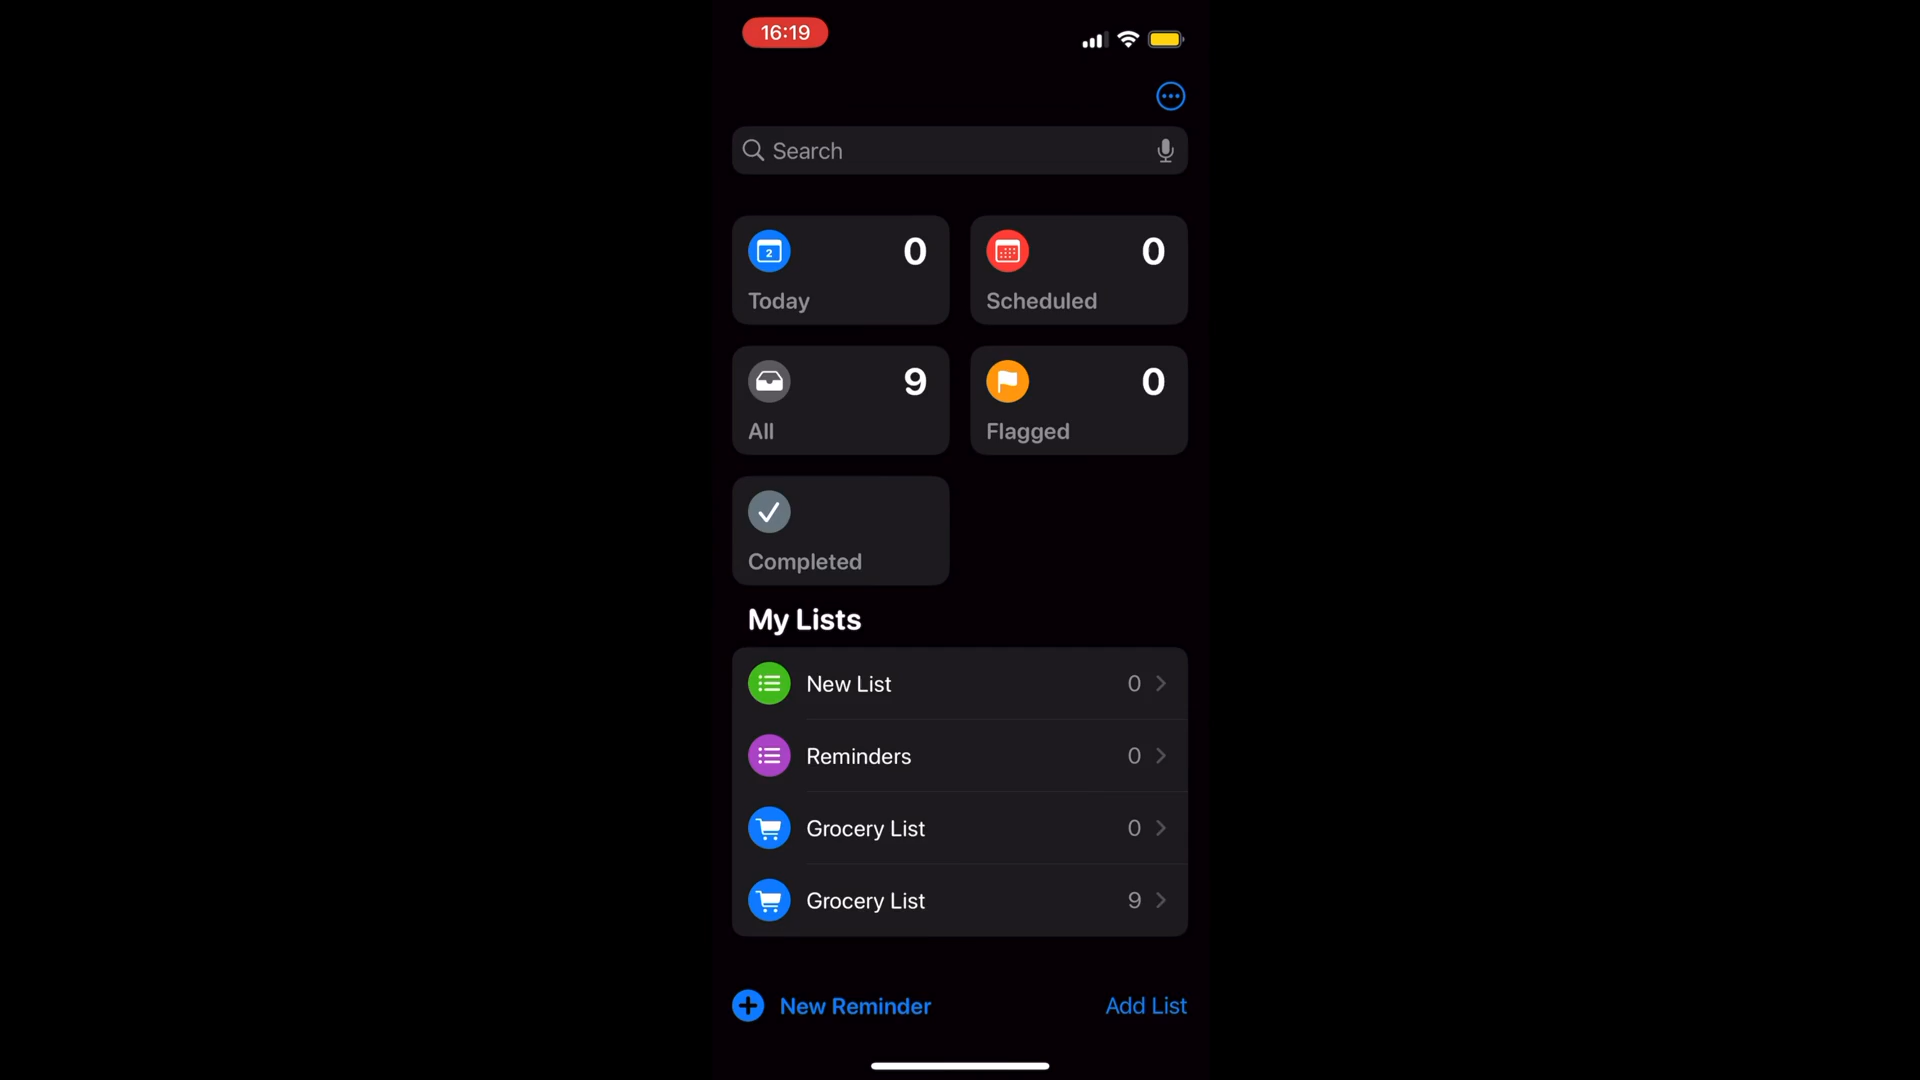 16:19
Search
2
0
Today
0
Scheduled
9
All
0
Flagged
Completed
My Lists
New List 0
Reminders 0
Grocery List 0
Grocery List 9
New Reminder Add List